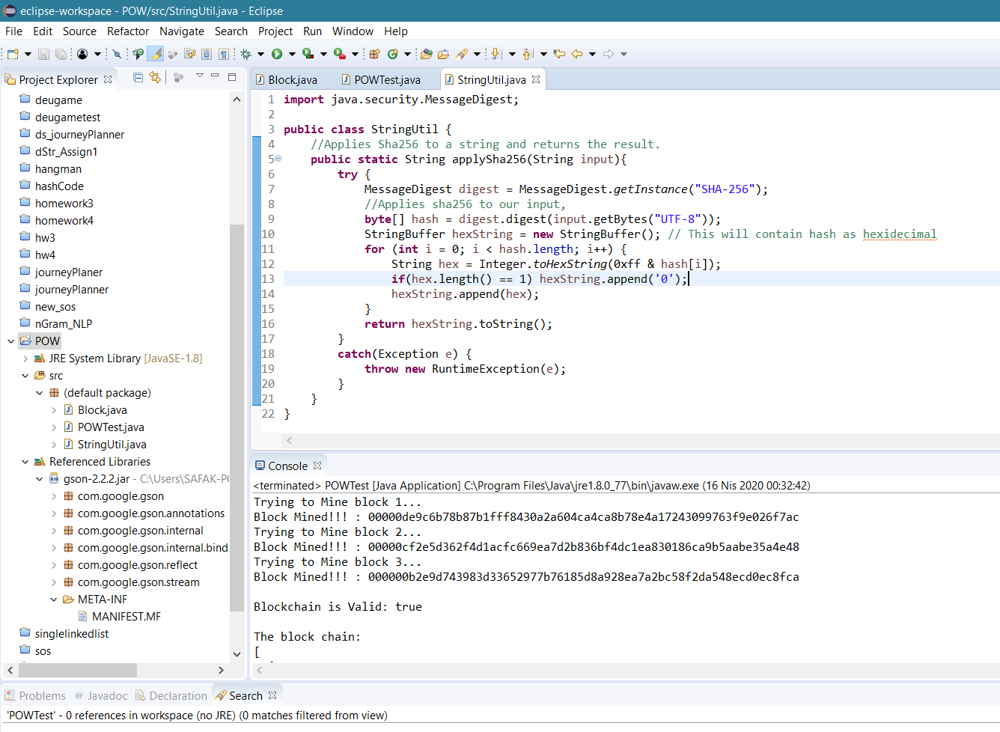 eclipse-workspace - POW/src/StringUtil.java - Eclipse
File Edit Source Refactor Navigate Search Project Run Window Help
Project Explorer
deugame
deugametest
ds_journeyPlanner
dStr_Assign1
hangman
hashCode
homework3
homework4
hw3
hw4
journeyPlaner
journeyPlanner
new_sos
nGram_NLP
POW
JRE System Library [JavaSE-1.8]
src
(default package)
Block.java
POWTest.java
StringUtil.java
Referenced Libraries
gson-2.2.2.jar - C:\Users\SAFAK-PC
com.google.gson
com.google.gson.annotations
com.google.gson.internal
com.google.gson.internal.bind
com.google.gson.reflect
com.google.gson.stream
META-INF
MANIFEST.MF
singlelinkedlist
sos
Block.java POWTest.java StringUtil.java
1 import java.security.MessageDigest;
2
3 public class StringUtil {
4 //Applies Sha256 to a string and returns the result.
5 public static String applySha256(String input){
6 try {
7 MessageDigest digest = MessageDigest.getInstance("SHA-256");
8 //Applies sha256 to our input,
9 byte[] hash = digest.digest(input.getBytes("UTF-8"));
10 StringBuffer hexString = new StringBuffer(); // This will contain hash as hexidecimal
11 for (int i = 0; i < hash.length; i++) {
12 String hex = Integer.toHexString(0xff & hash[i]);
13 if(hex.length() == 1) hexString.append('0');
14 hexString.append(hex);
15 }
16 return hexString.toString();
17 }
18 catch(Exception e) {
19 throw new RuntimeException(e);
20 }
21 }
22 }
Console
<terminated> POWTest [Java Application] C:\Program Files\Java\jre1.8.0_77\bin\javaw.exe (16 Nis 2020 00:32:42)
Trying to Mine block 1...
Block Mined!!! : 00000de9c6b78b87b1fff8430a2a604ca4ca8b78e4a17243099763f9e026f7ac
Trying to Mine block 2...
Block Mined!!! : 00000cf2e5d362f4d1acfc669ea7d2b836bf4dc1ea830186ca9b5aabe35a4e48
Trying to Mine block 3...
Block Mined!!! : 000000b2e9d743983d33652977b76185d8a928ea7a2bc58f2da548ecd0ec8fca
Blockchain is Valid: true
The block chain:
[
Problems Javadoc Declaration Search
'POWTest' - 0 references in workspace (no JRE) (0 matches filtered from view)